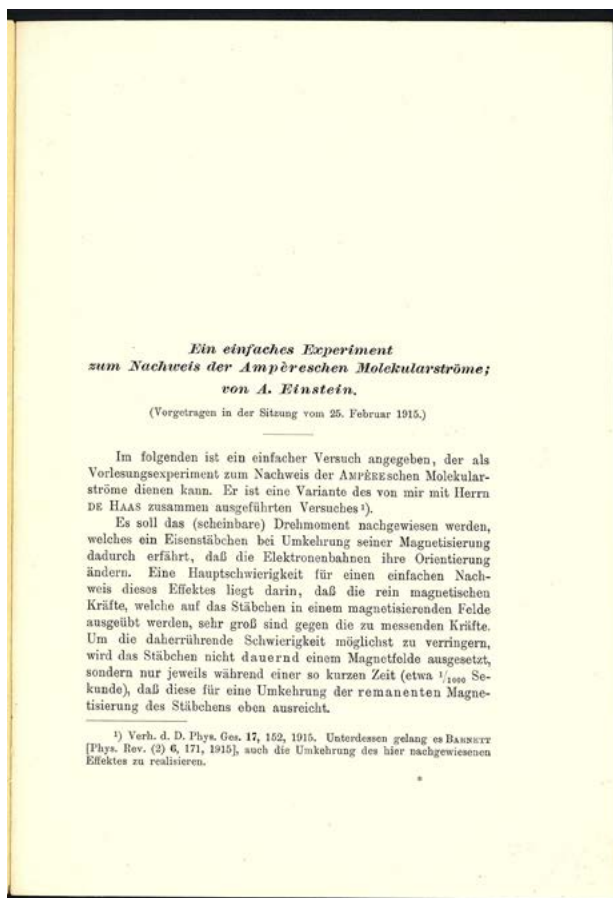 Ein einfaches Experiment
zum Nachweis der Ampèreschen Molekularströme;
von A. Einstein.
(Vorgetragen in der Sitzung vom 25. Februar 1915.)
Im folgenden ist ein einfacher Versuch angegeben, der als
Vorlesungsexperiment zum Nachweis der AMPÈREschen Molekular-
ströme dienen kann. Er ist eine Variante des von mir mit Herrn
DE HAAS zusammen ausgeführten Versuches ¹).
Es soll das (scheinbare) Drehmoment nachgewiesen werden,
welches ein Eisenstäbchen bei Umkehrung seiner Magnetisierung
dadurch erfährt, daß die Elektronenbahnen ihre Orientierung
ändern. Eine Hauptschwierigkeit für einen einfachen Nach-
weis dieses Effektes liegt darin, daß die rein magnetischen
Kräfte, welche auf das Stäbchen in einem magnetisierenden Felde
ausgeübt werden, sehr groß sind gegen die zu messenden Kräfte.
Um die daherrührende Schwierigkeit möglichst zu verringern,
wird das Stäbchen nicht dauernd einem Magnetfelde ausgesetzt,
sondern nur jeweils während einer so kurzen Zeit (etwa ¹/₁₀₀₀ Se-
kunde), daß diese für eine Umkehrung der remanenten Magne-
tisierung des Stäbchens eben ausreicht.
¹) Verh. d. D. Phys. Ges. 17, 152, 1915. Unterdessen gelang es BARNETT
[Phys. Rev. (2) 6, 171, 1915], auch die Umkehrung des hier nachgewiesenen
Effektes zu realisieren.
*